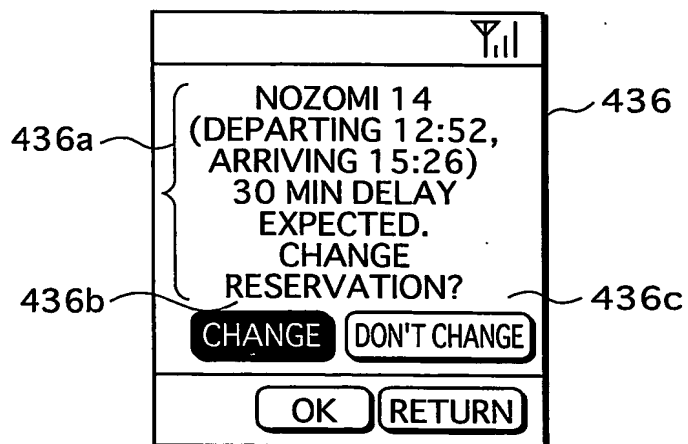 436
436a
NOZOMI 14
(DEPARTING 12:52,
ARRIVING 15:26)
30 MIN DELAY
EXPECTED.
CHANGE
RESERVATION?
436b
436c
CHANGE DON'T CHANGE
OK RETURN